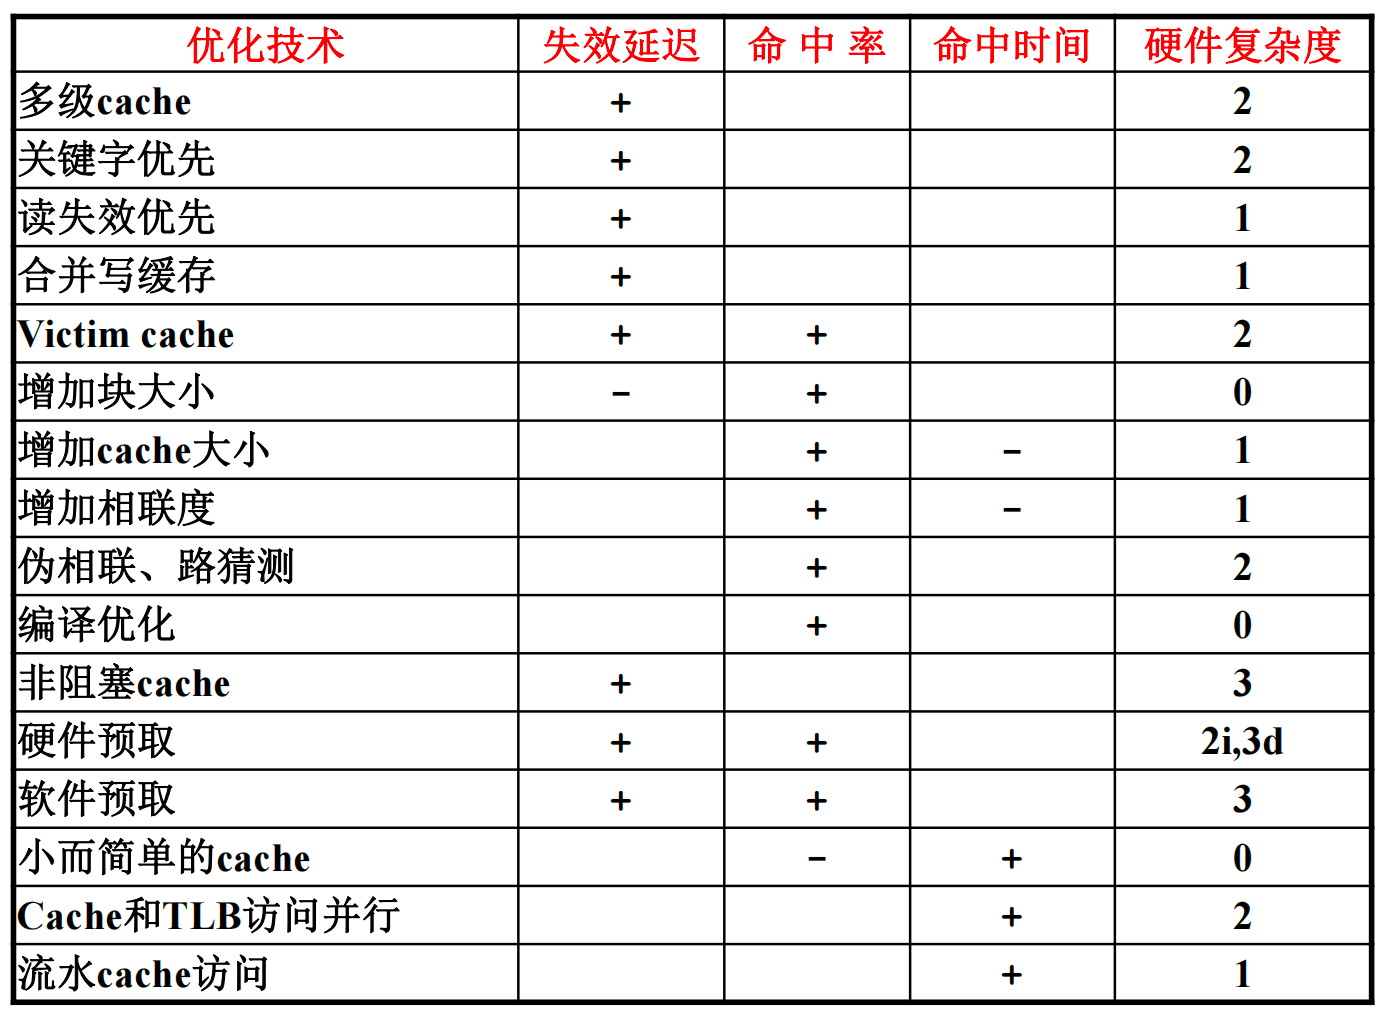 优化技术 失效延迟 命 中 率 命中时间 硬件复杂度
多级cache + 2
关键字优先 + 2
读失效优先 + 1
合并写缓存 + 1
Victim cache + + 2
增加块大小 - + 0
增加cache大小 + - 1
增加相联度 + - 1
伪相联、路猜测 + 2
编译优化 + 0
非阻塞cache + 3
硬件预取 + + 2i,3d
软件预取 + + 3
小而简单的cache - + 0
Cache和TLB访问并行 + 2
流水cache访问 + 1